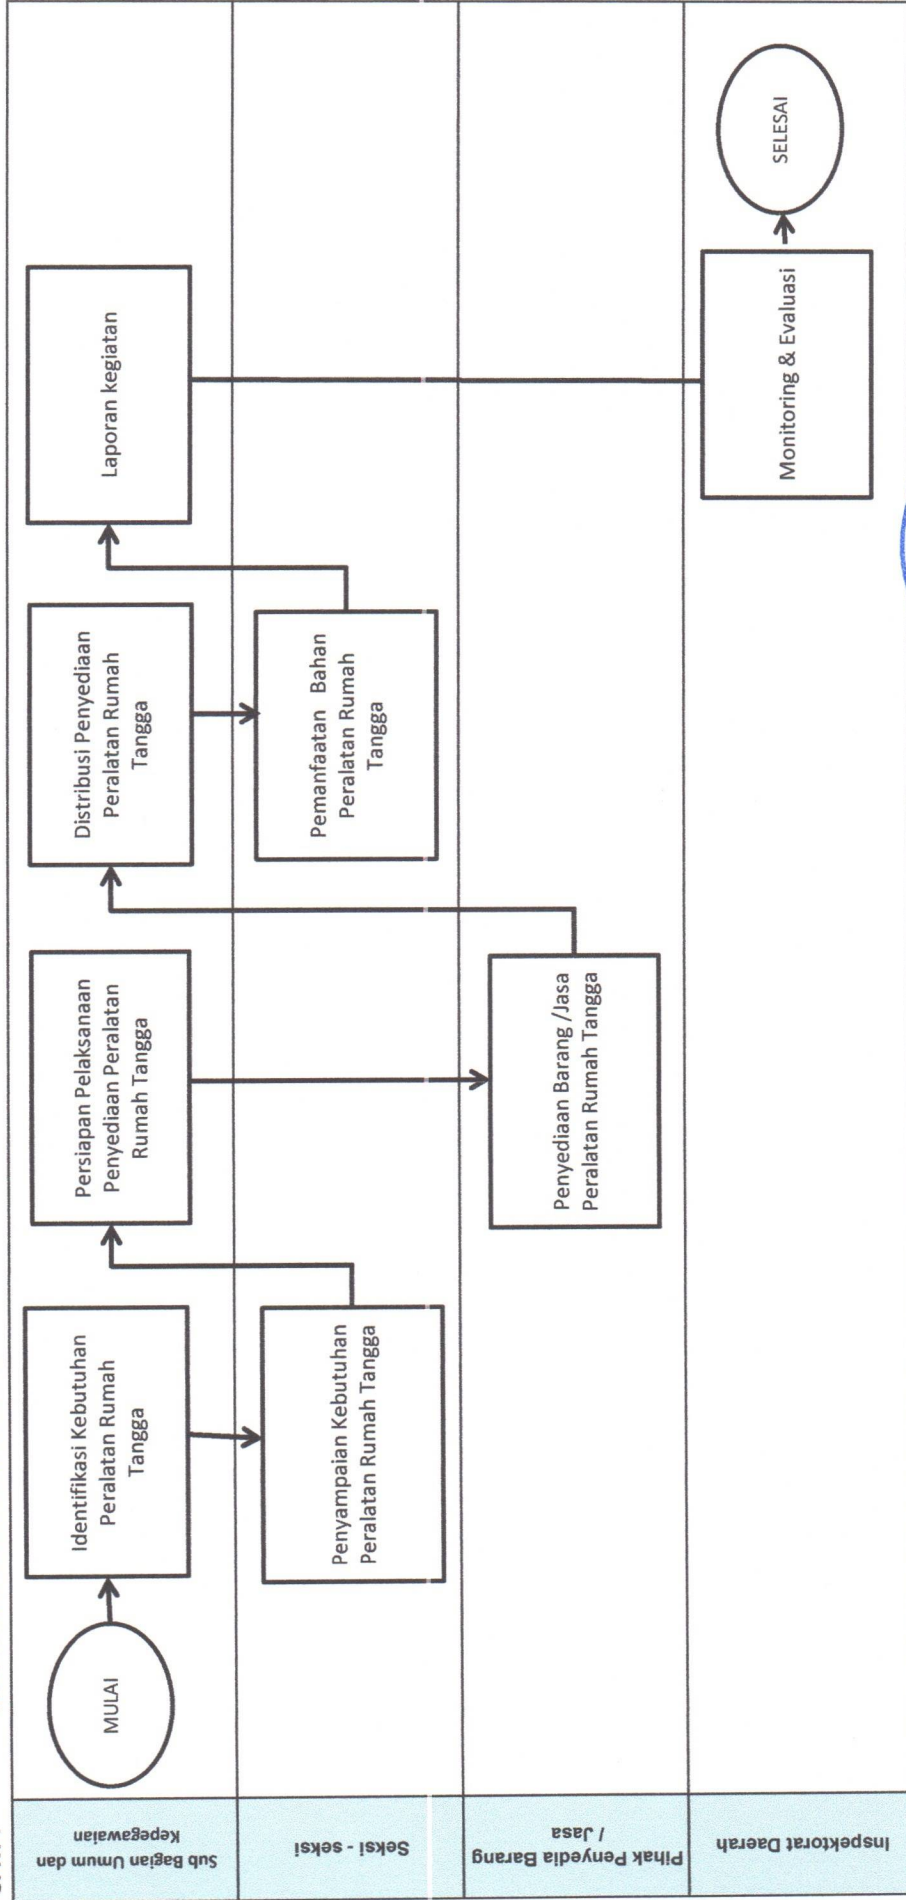 Sub Bagian Umum dan
Kepegawaian
MULAI
Identifikasi Kebutuhan
Peralatan Rumah
Tangga
Persiapan Pelaksanaan
Penyediaan Peralatan
Rumah Tangga
Distribusi Penyediaan
Peralatan Rumah
Tangga
Laporan kegiatan
Seksi - seksi
Penyampaian Kebutuhan
Peralatan Rumah Tangga
Pemanfaatan Bahan
Peralatan Rumah
Tangga
Pihak Penyedia Barang
/ Jasa
Penyediaan Barang /Jasa
Peralatan Rumah Tangga
Inspektorat Daerah
Monitoring & Evaluasi
SELESAI